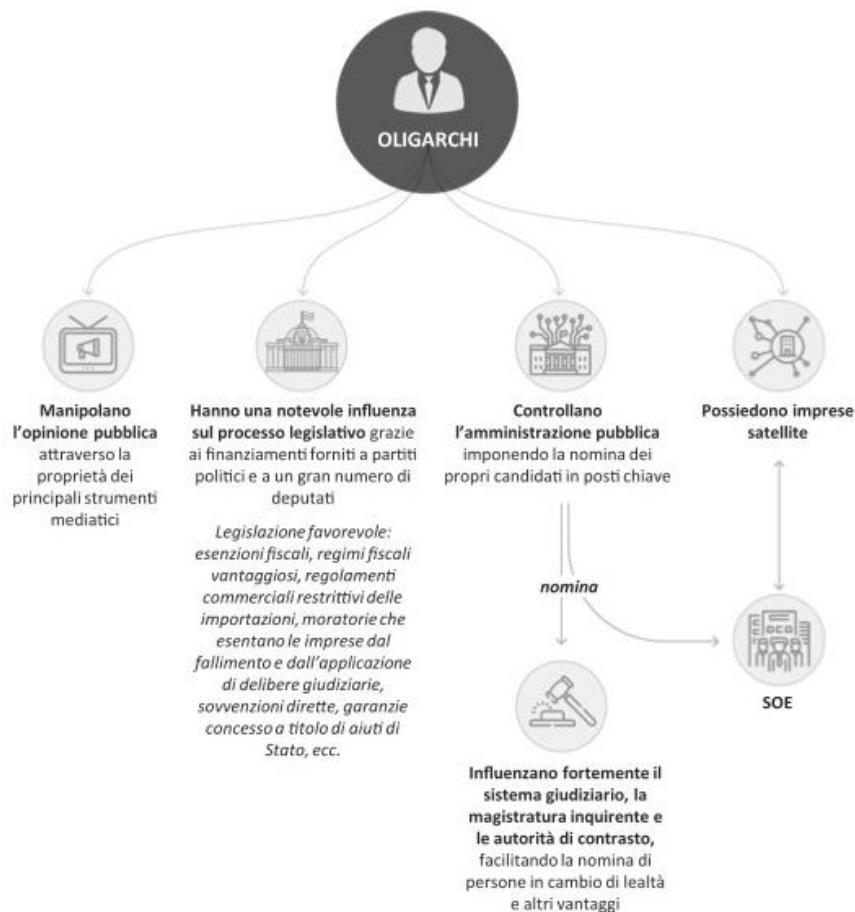 OLIGARCHI
Manipolano
l'opinione pubblica
attraverso la
proprietà dei
principali strumenti
mediatici
Hanno una notevole influenza
sul processo legislativo grazie
ai finanziamenti forniti a partiti
politici e a un gran numero di
deputati
Legislazione favorevole:
esenzioni fiscali, regimi fiscali
vantaggiosi, regolamenti
commerciali restrittivi delle
importazioni, moratorie che
esentano le imprese dal
fallimento e dall'applicazione
di delibere giudiziarie,
sovvenzioni dirette, garanzie
concesso a titolo di aiuti di
Stato, ecc.
Controllano
l'amministrazione pubblica
imponendo la nomina dei
propri candidati in posti chiave
Possiedono imprese
satellite
nomina
SOE
Influenzano fortemente il
sistema giudiziario, la
magistratura inquirente e
le autorità di contrasto,
facilitando la nomina di
persone in cambio di lealtà
e altri vantaggi